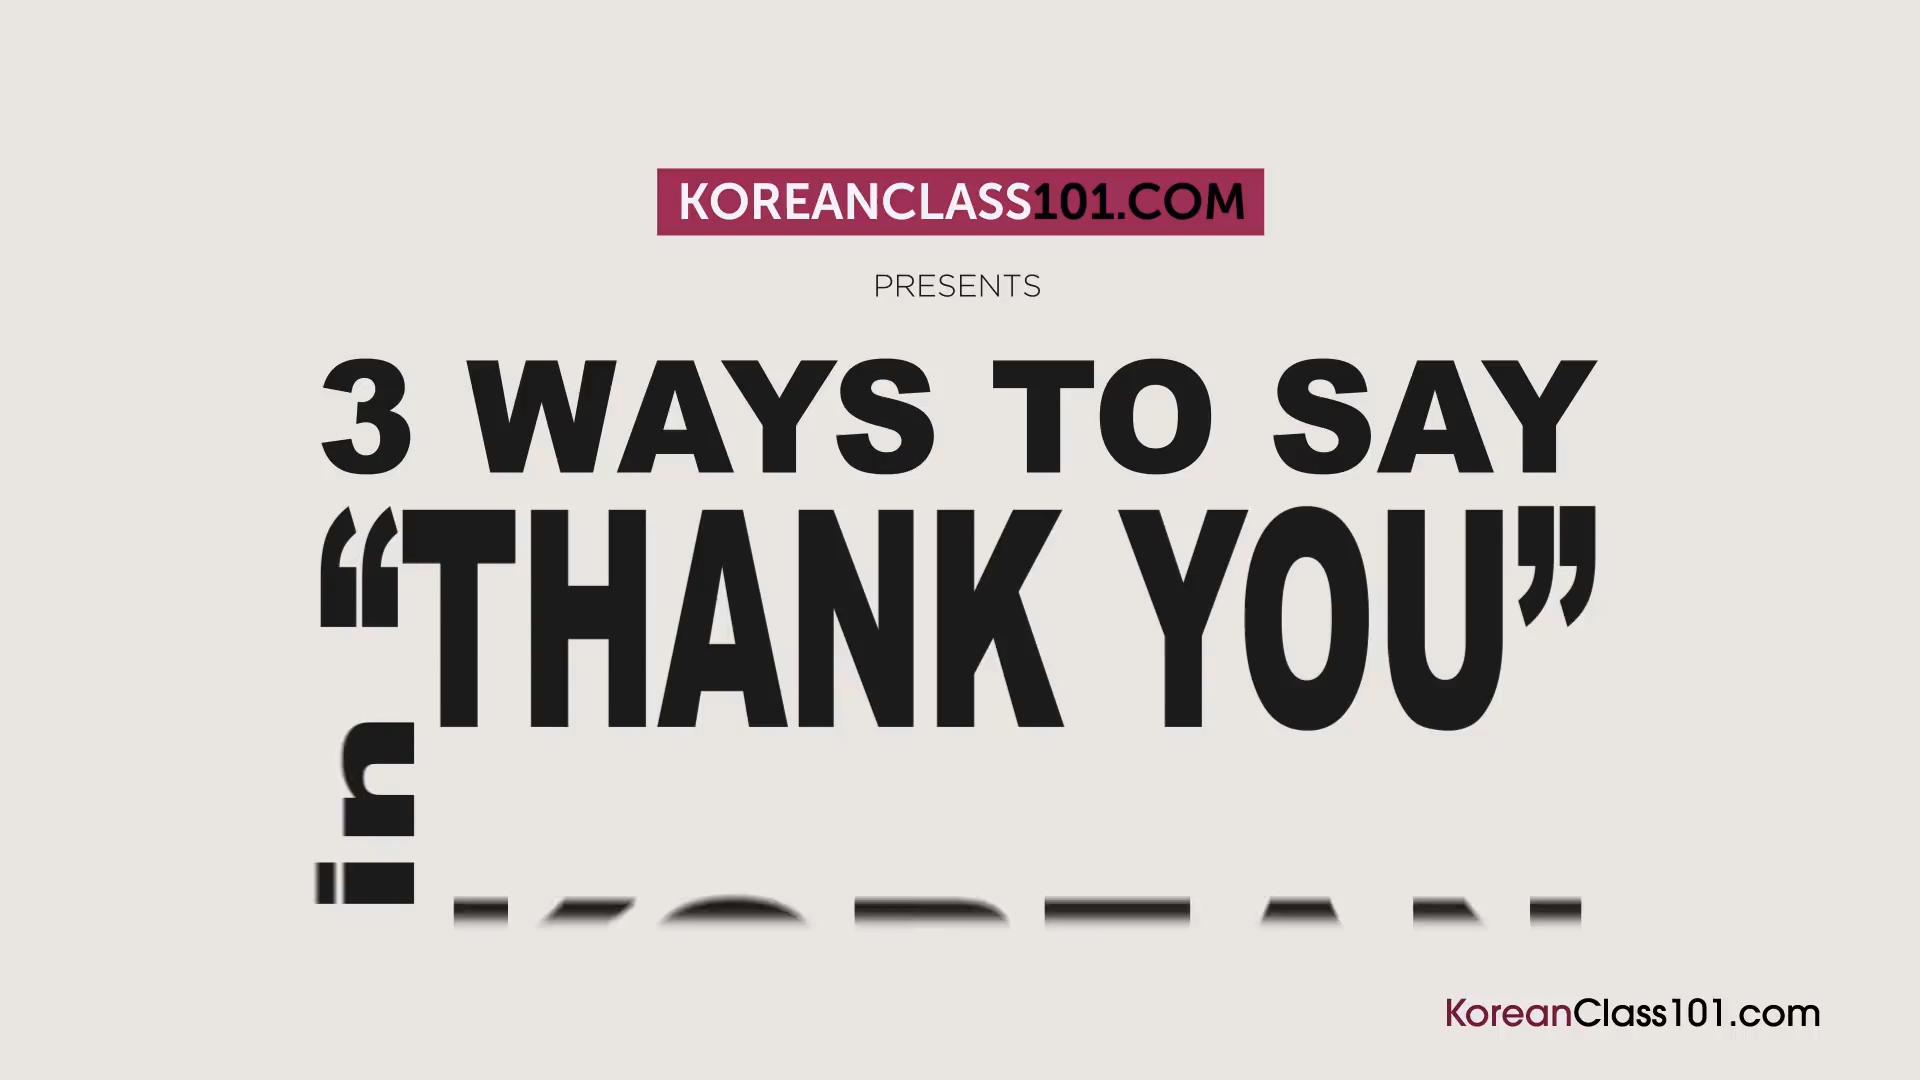 KOREANCLASS101.COM
PRESENTS
3 WAYS TO SAY
“THANK YOU”
in
KoreanClass101.com